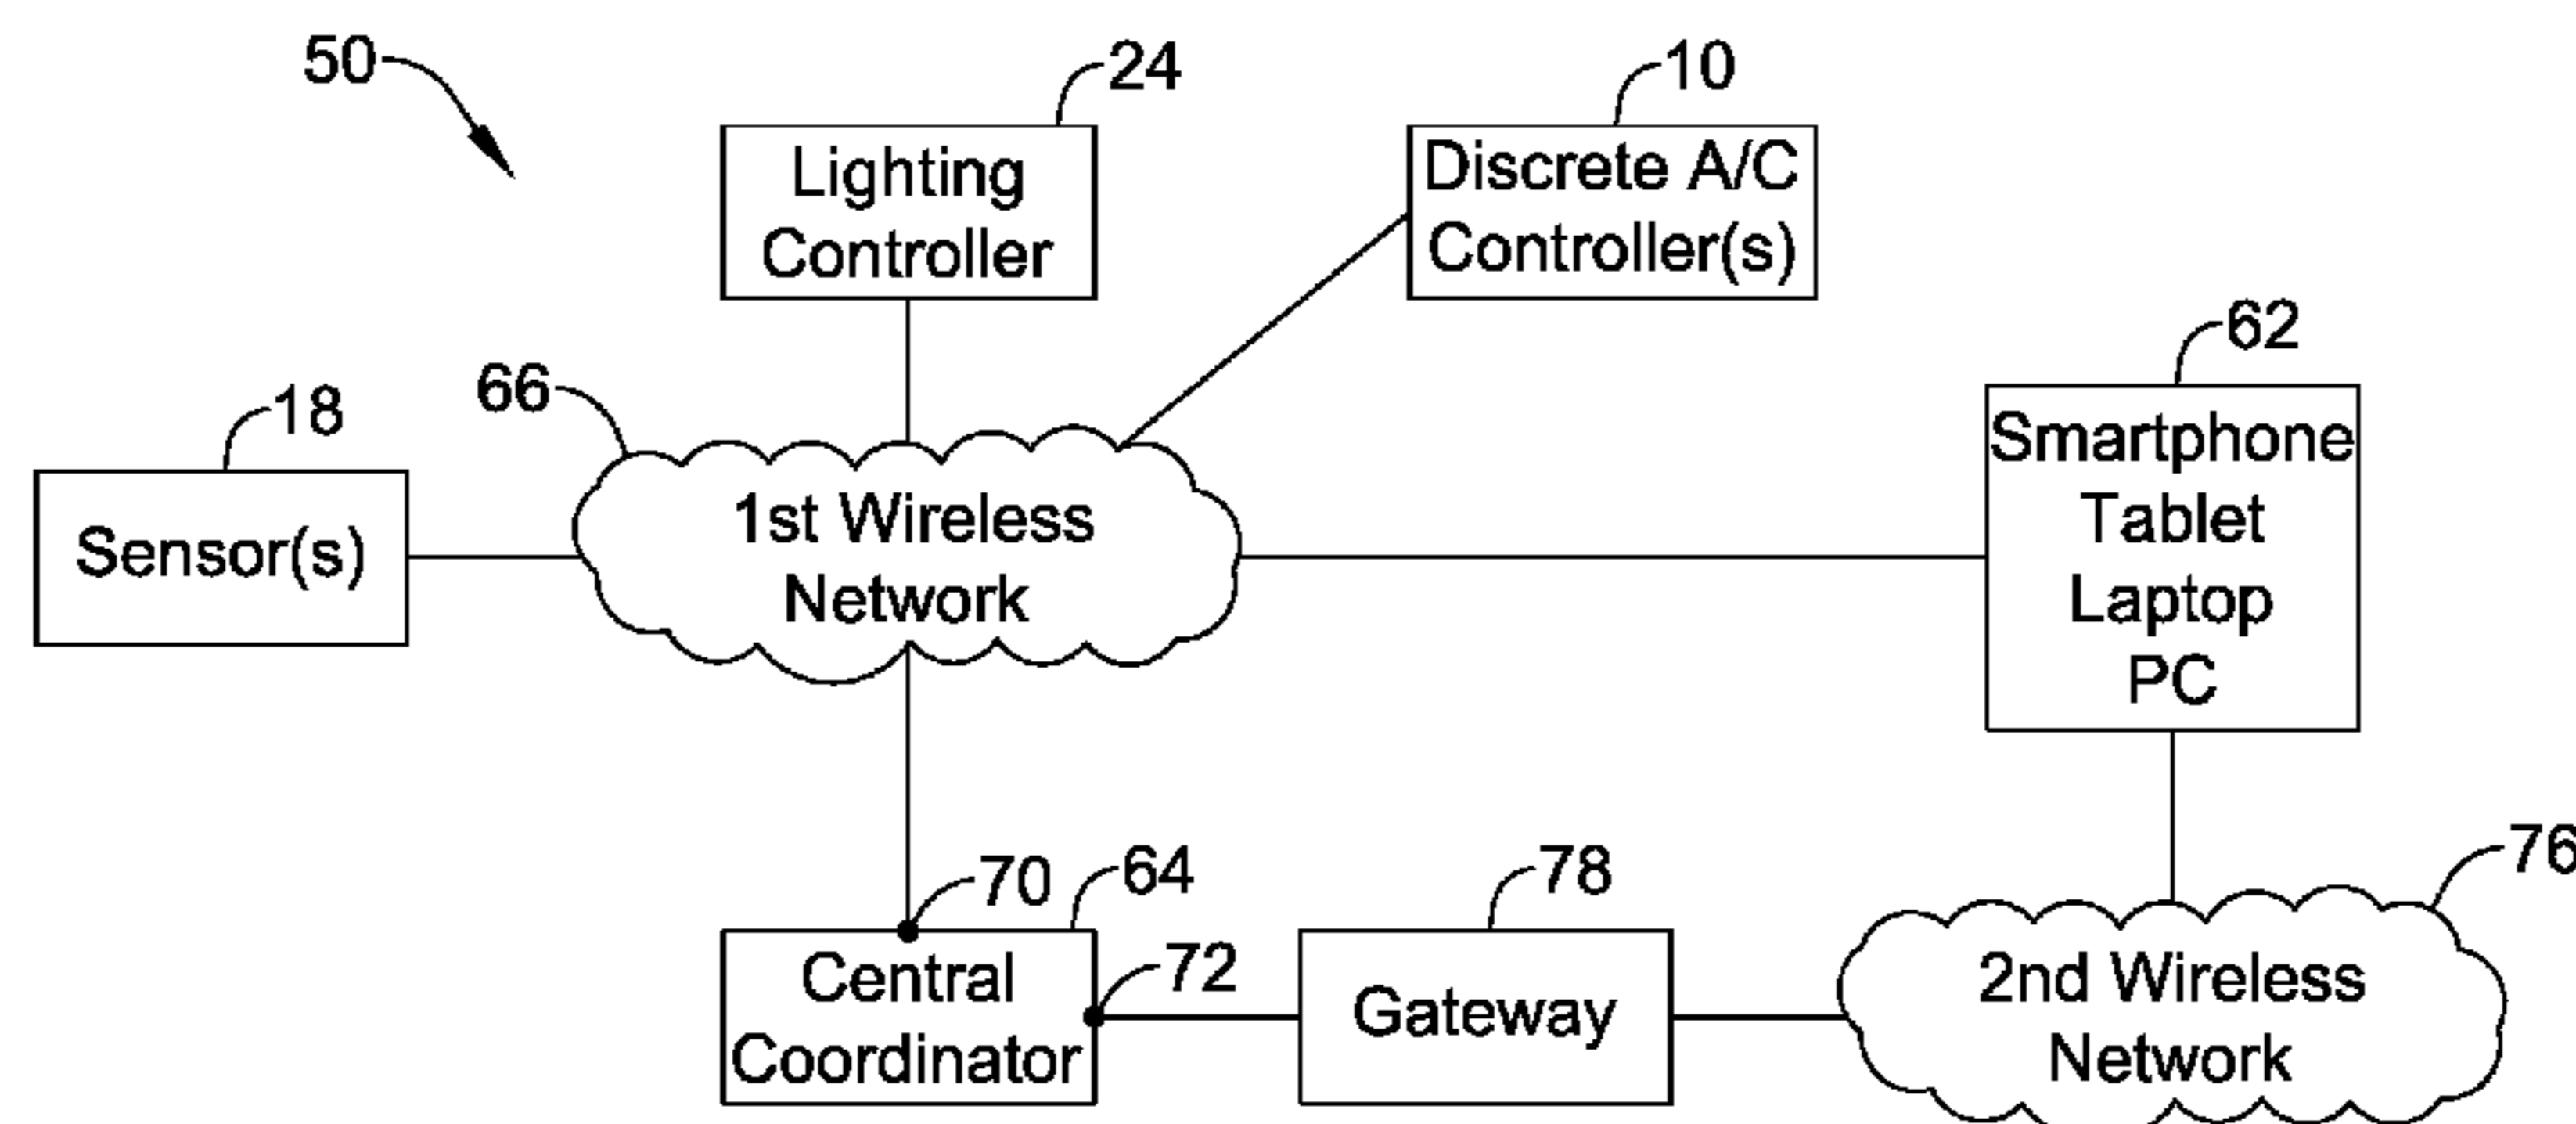 50
24
10
Lighting
Controller
Discrete A/C
Controller(s)
62
66
18
Smartphone
Tablet
Laptop
PC
Sensor(s)
1st Wireless
Network
70
64
78
76
72
Central
Coordinator
Gateway
2nd Wireless
Network